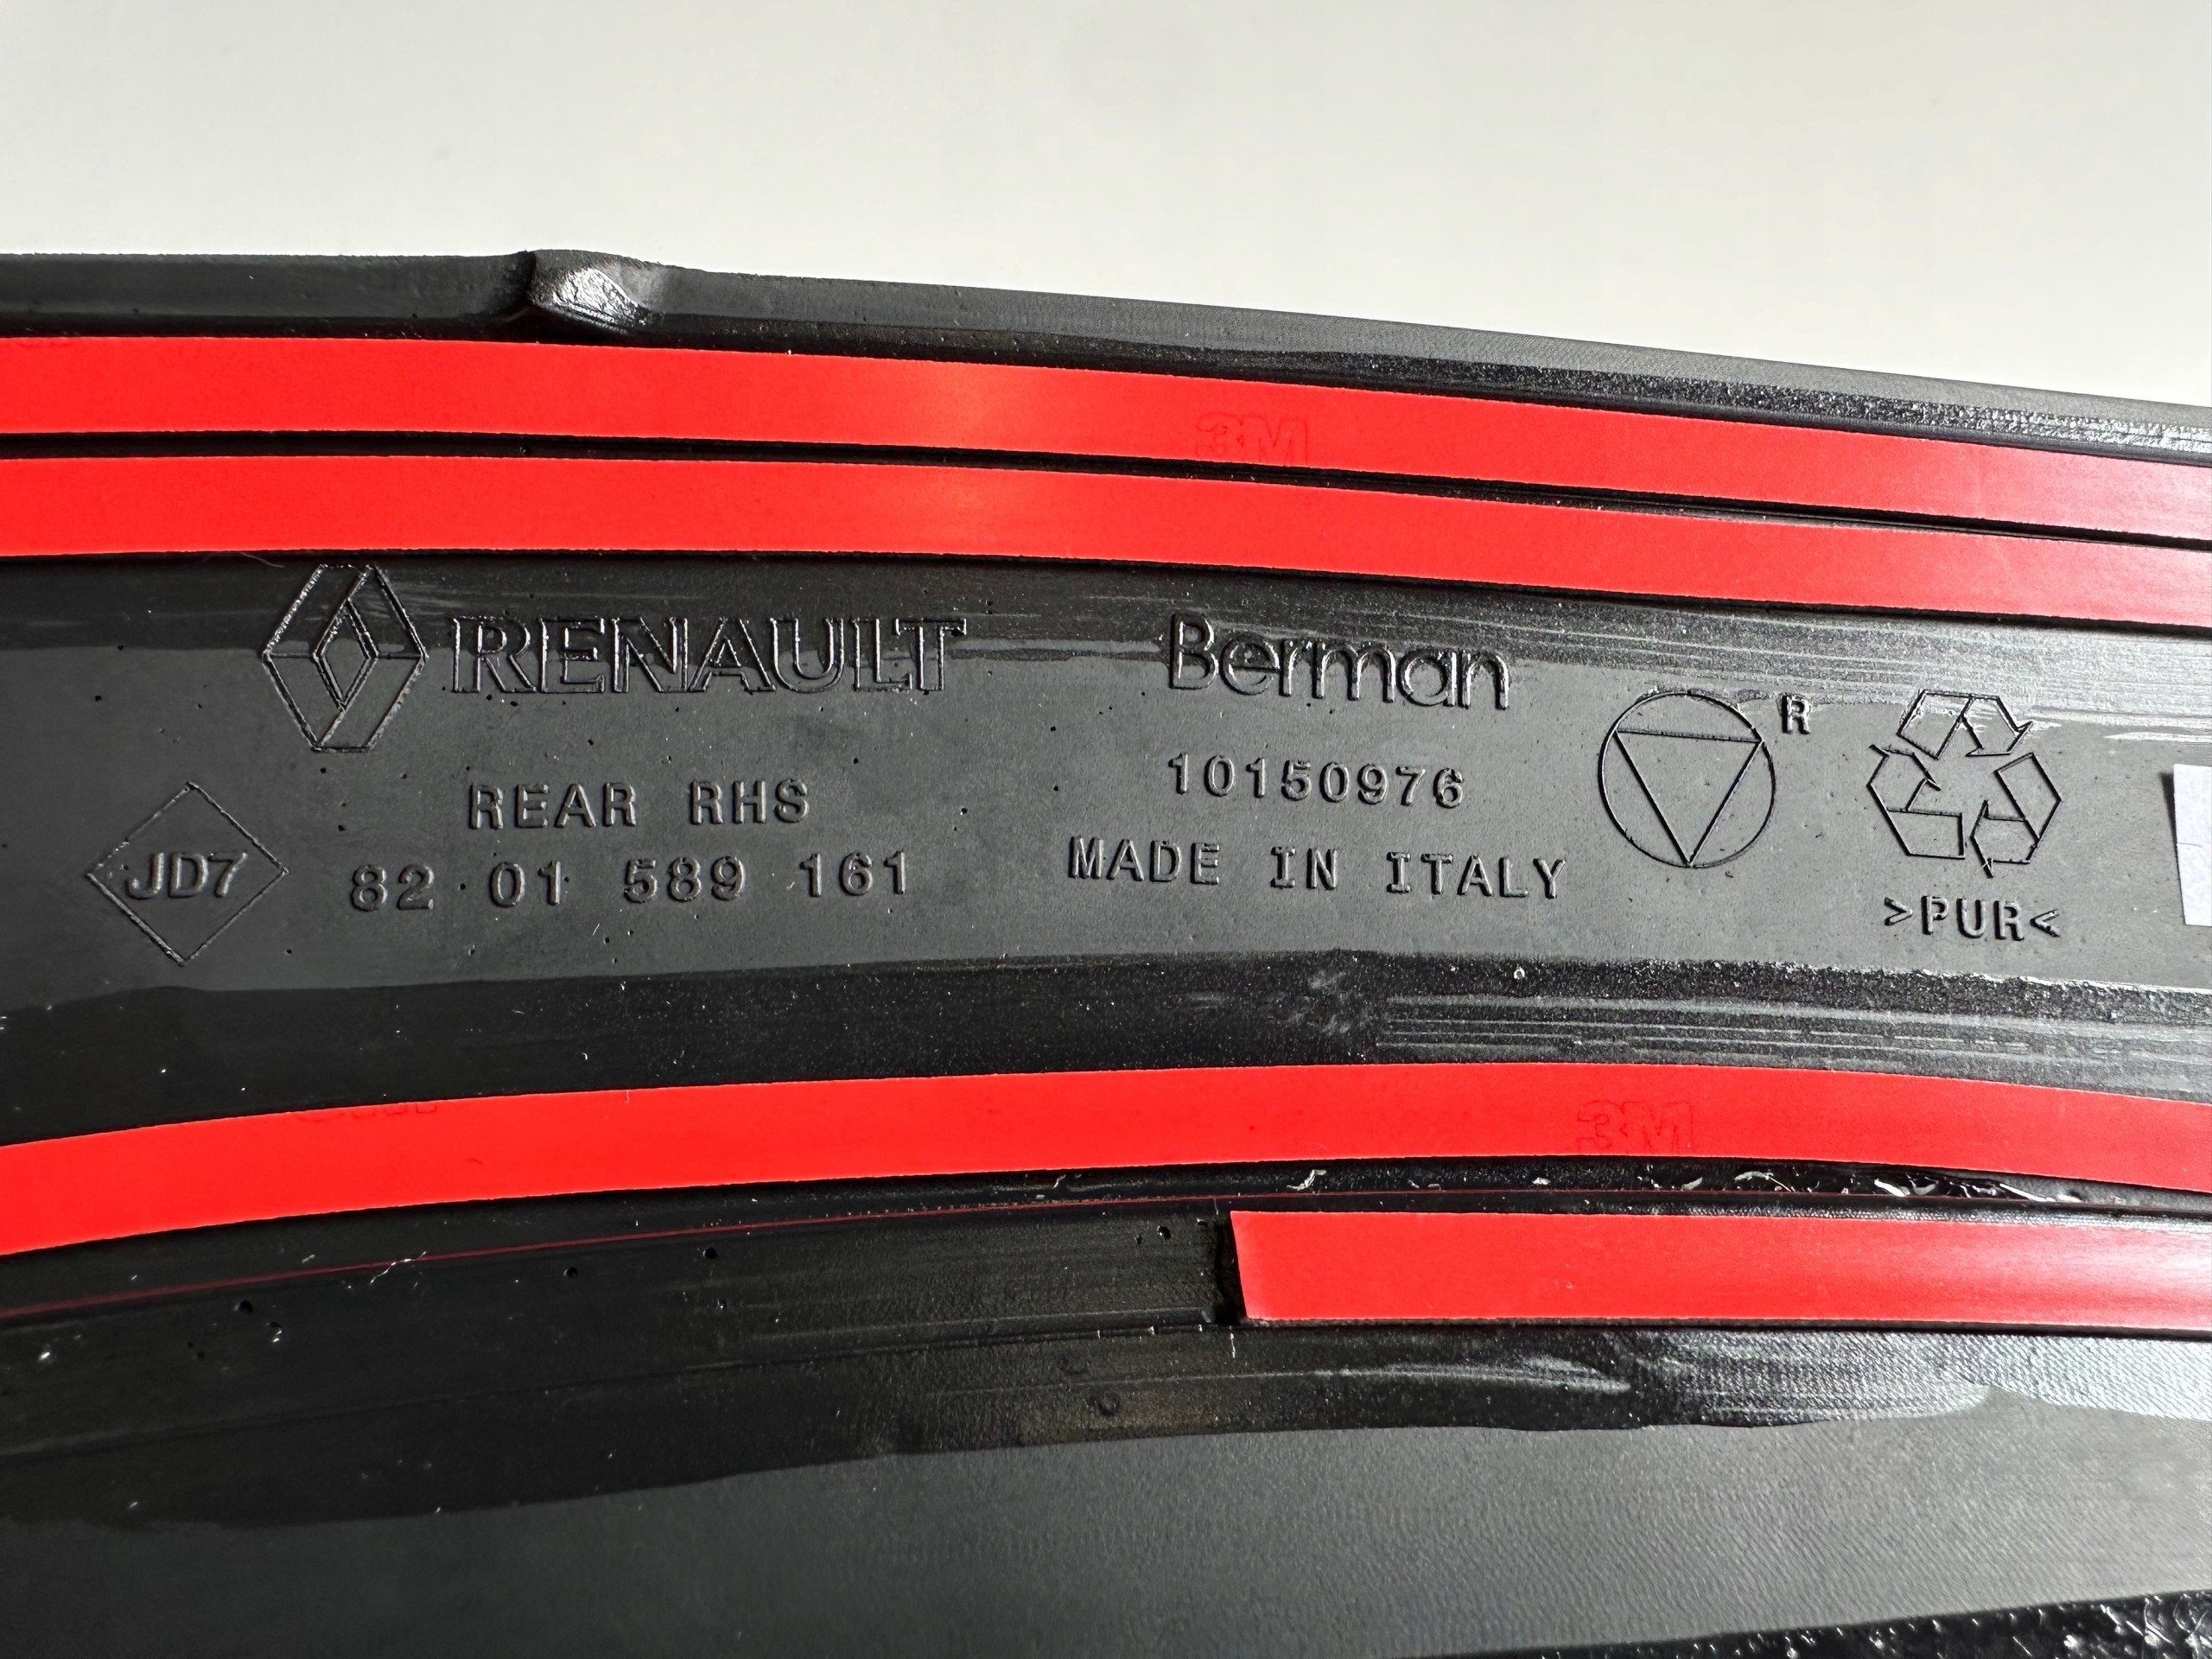 3M
RENAULT
REAR RHS
JD7
82 01 589 161
Berman
10150976
MADE IN ITALY
R
>PUR<
3M